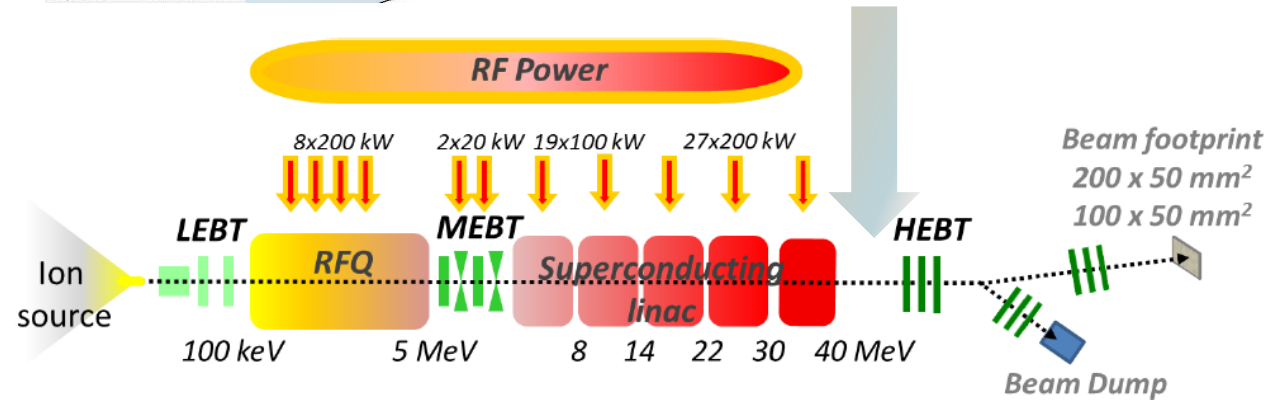 RF Power
8x200 kW 2x20 kW 19x100 kW 27x200 kW
Beam footprint
200 x 50 mm²
100 x 50 mm²
LEBT MEBT HEBT
RFQ
Ion
source
Superconducting
linac
100 keV 5 MeV 8 14 22 30 40 MeV
Beam Dump